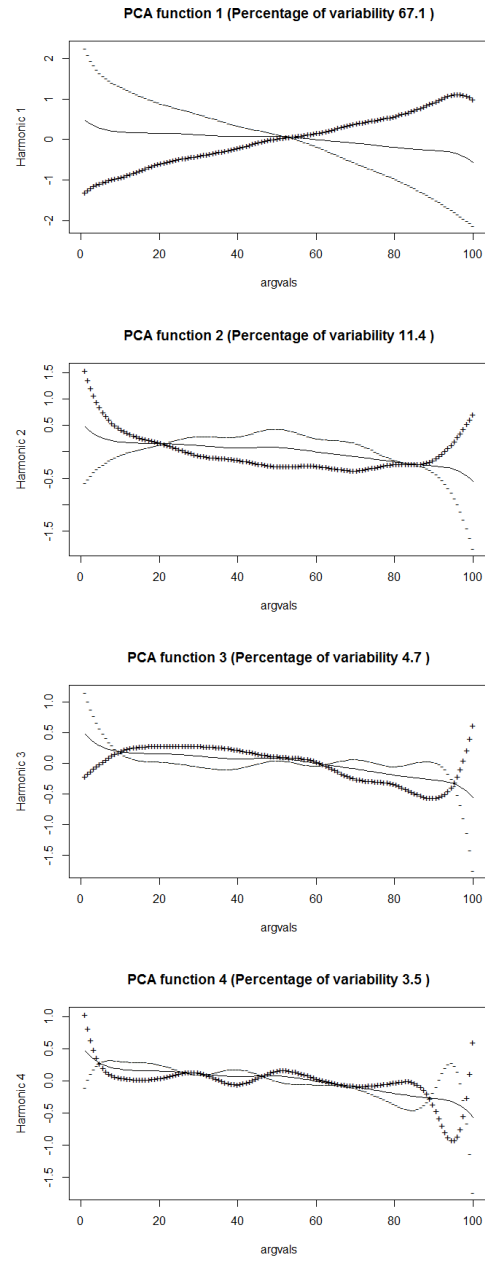 PCA function 1 (Percentage of variability 67.1 )
Harmonic 1
2
1
0
-1
-2
0 20 40 60 80 100
argvals
PCA function 2 (Percentage of variability 11.4 )
Harmonic 2
1.5
0.5
-0.5
-1.5
0 20 40 60 80 100
argvals
PCA function 3 (Percentage of variability 4.7 )
Harmonic 3
1.0
0.5
0.0
-0.5
-1.0
-1.5
0 20 40 60 80 100
argvals
PCA function 4 (Percentage of variability 3.5 )
Harmonic 4
1.0
0.5
0.0
-0.5
-1.0
-1.5
0 20 40 60 80 100
argvals